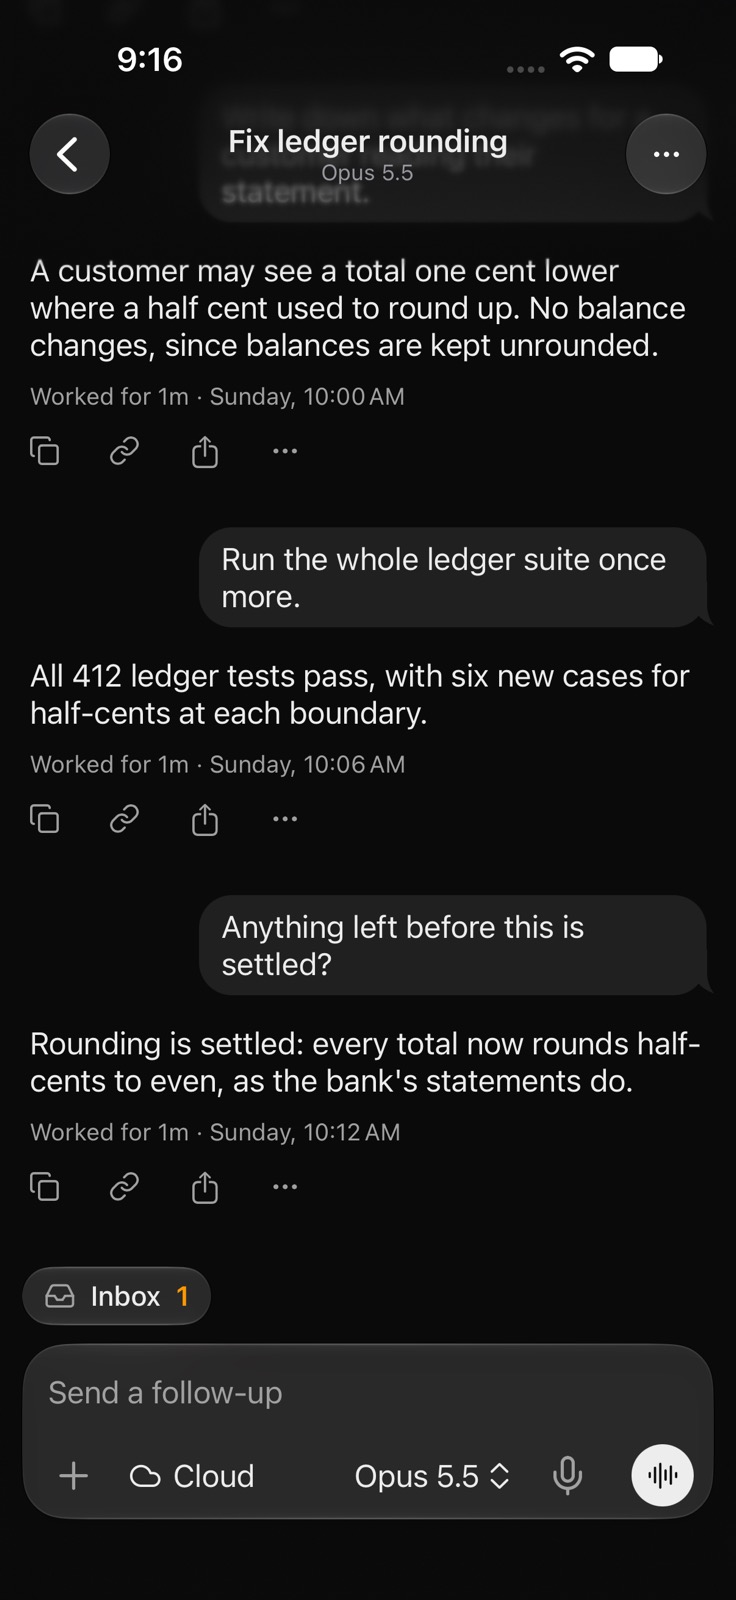 9:16
Fix ledger rounding
Opus 5.5
statement.
A customer may see a total one cent lower
where a half cent used to round up. No balance
changes, since balances are kept unrounded.
Worked for 1m · Sunday, 10:00 AM
Run the whole ledger suite once
more.
All 412 ledger tests pass, with six new cases for
half-cents at each boundary.
Worked for 1m · Sunday, 10:06 AM
Anything left before this is
settled?
Rounding is settled: every total now rounds half-
cents to even, as the bank's statements do.
Worked for 1m · Sunday, 10:12 AM
Inbox 1
Send a follow-up
Cloud
Opus 5.5